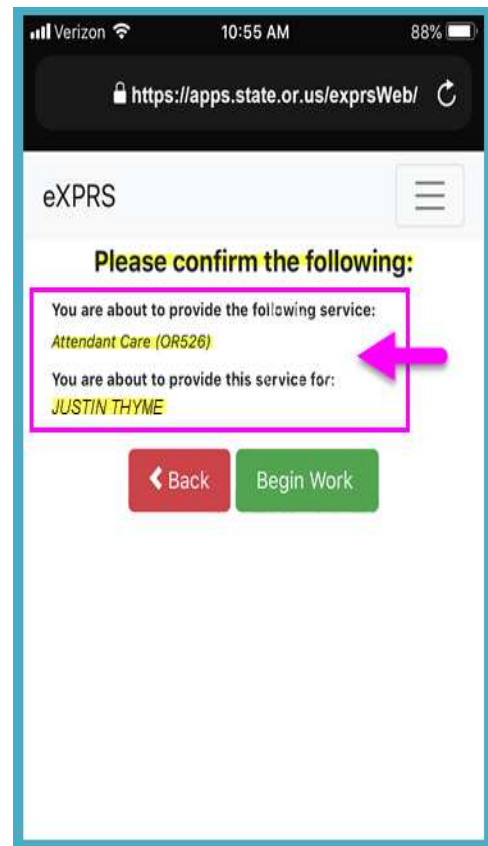 Verizon 10:55 AM 88%
https://apps.state.or.us/exprsWeb/
eXPRS
Please confirm the following:
You are about to provide the following service:
Attendant Care (OR526)
You are about to provide this service for:
JUSTIN THYME
Back Begin Work